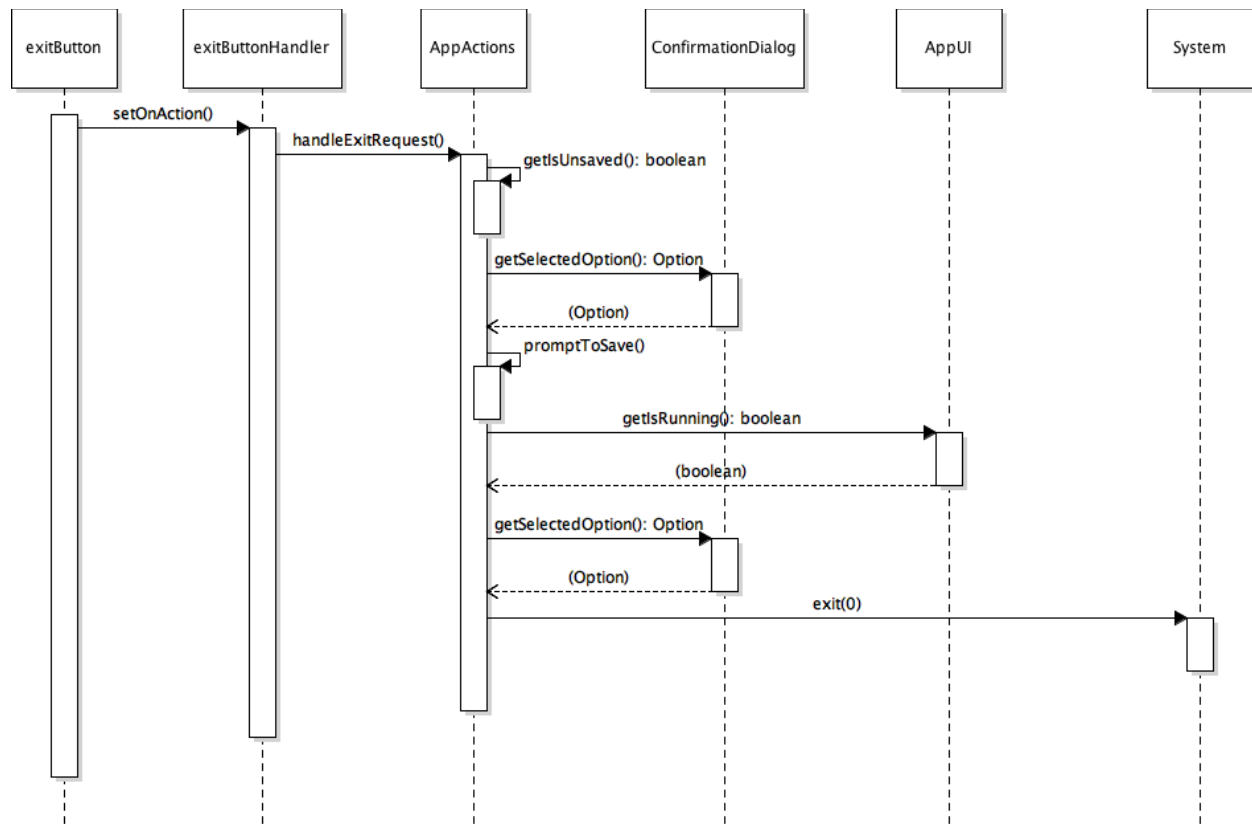 exitButton
exitButtonHandler
AppActions
ConfirmationDialog
AppUI
System
setOnAction()
handleExitRequest()
getIsUnsaved(): boolean
getSelectedOption(): Option
(Option)
promptToSave()
getIsRunning(): boolean
(boolean)
getSelectedOption(): Option
(Option)
exit(0)